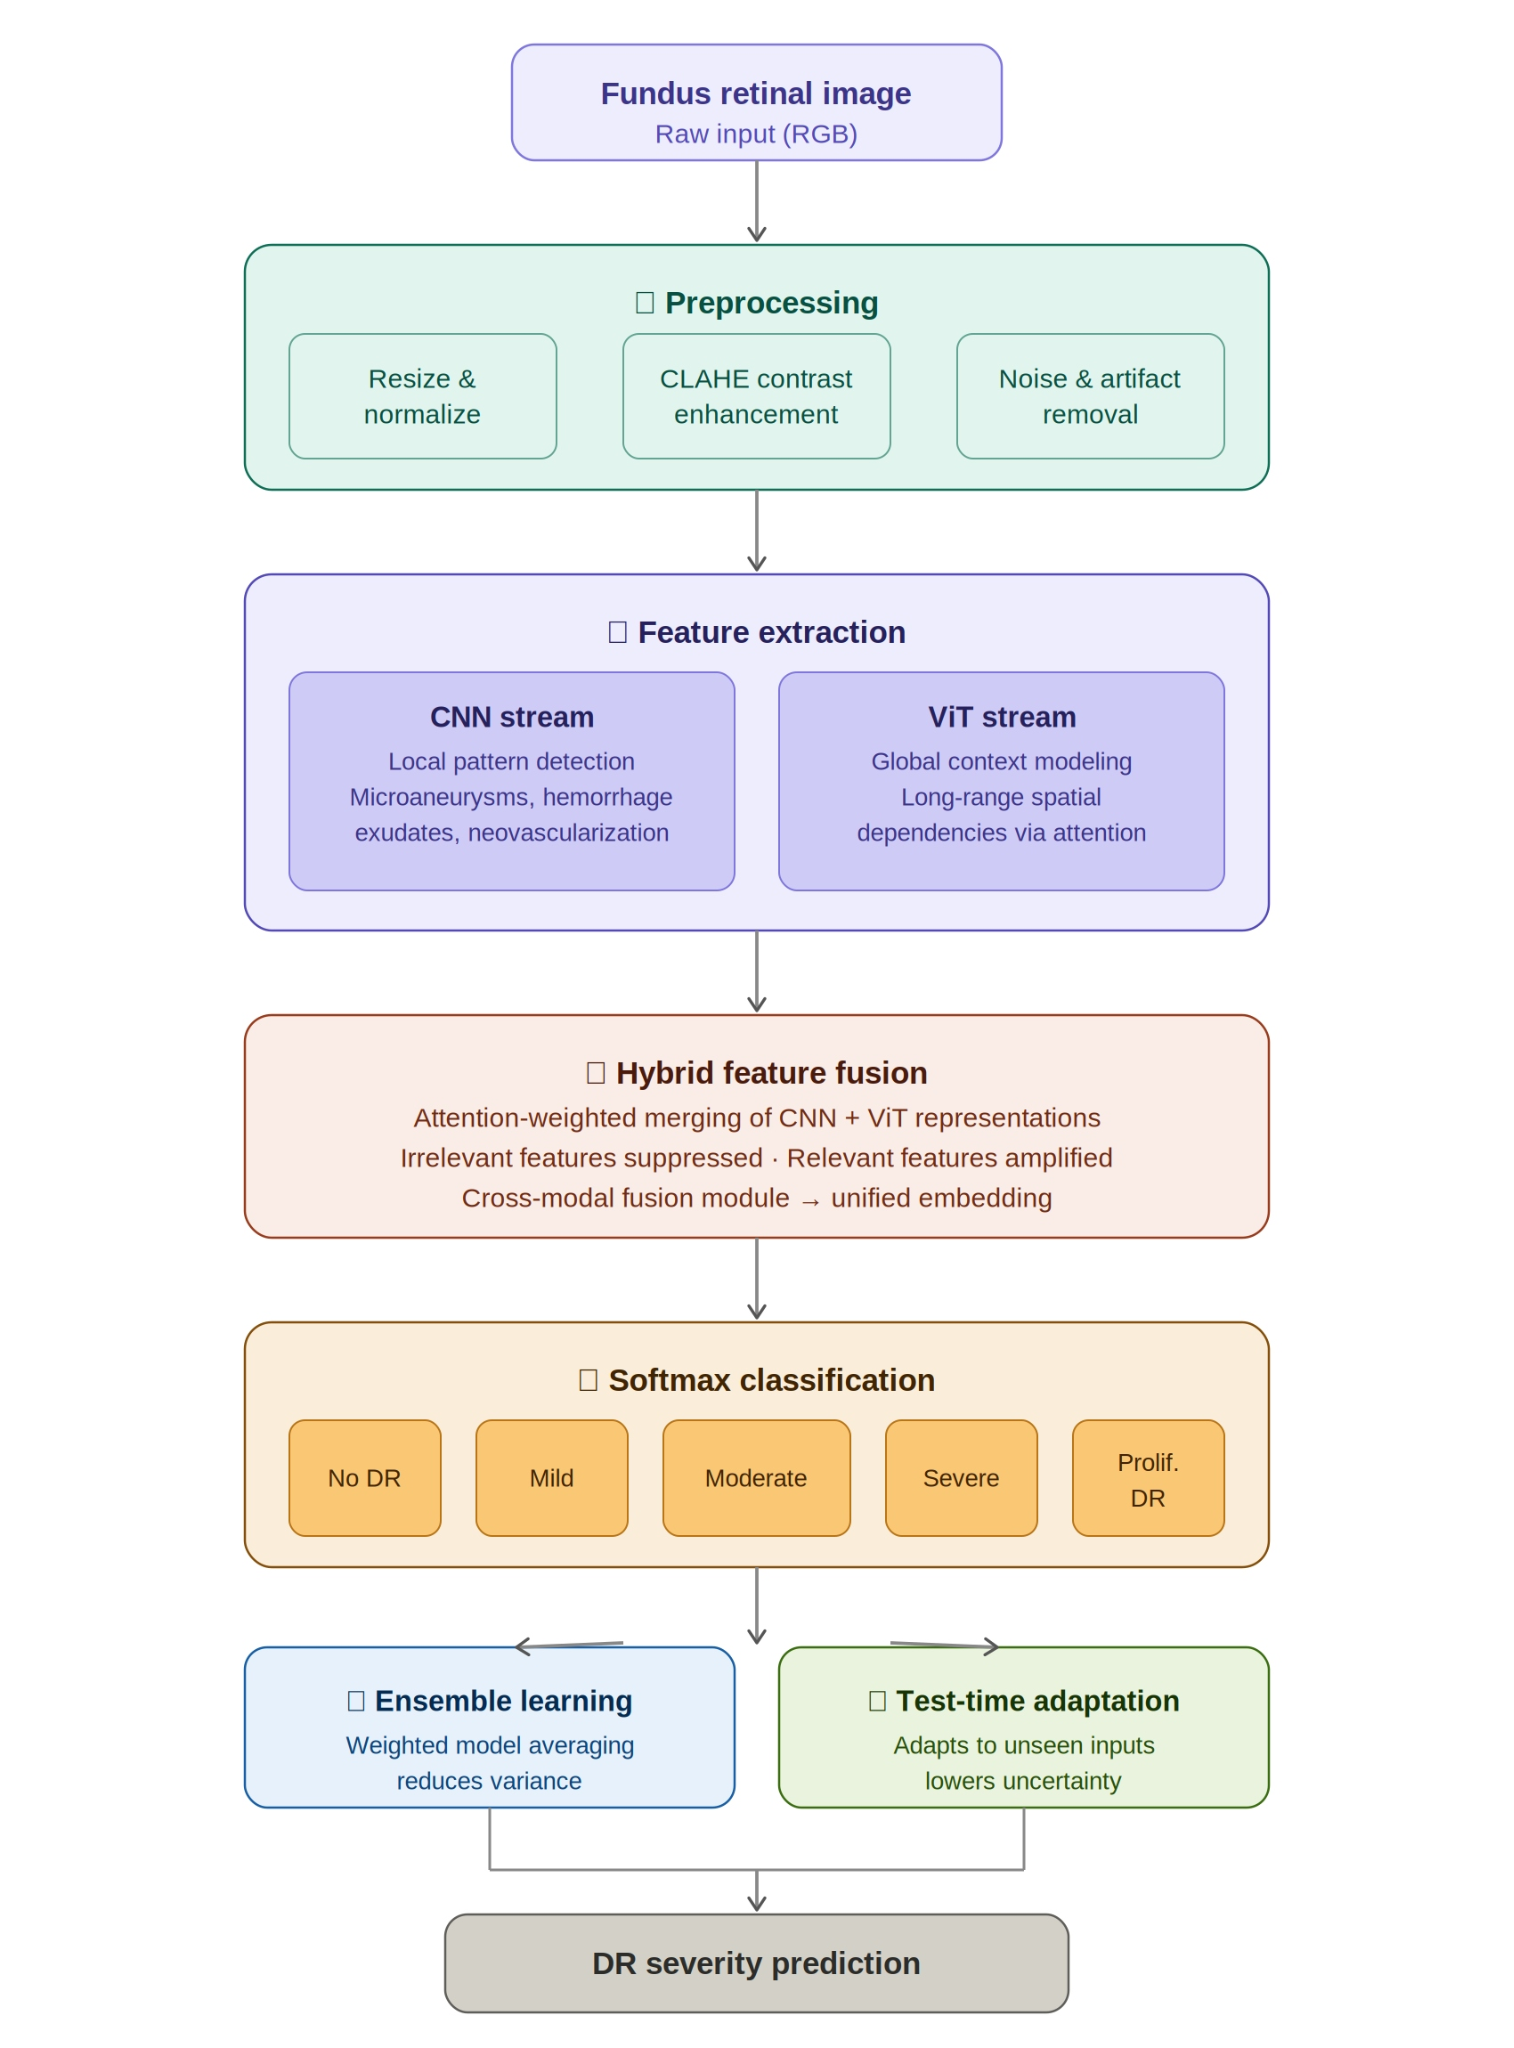 Fundus retinal image
Raw input (RGB)
Preprocessing
Resize &
normalize
CLAHE contrast
enhancement
Noise & artifact
removal
Feature extraction
CNN stream
Local pattern detection
Microaneurysms, hemorrhage
exudates, neovascularization
ViT stream
Global context modeling
Long-range spatial
dependencies via attention
Hybrid feature fusion
Attention-weighted merging of CNN + ViT representations
Irrelevant features suppressed · Relevant features amplified
Cross-modal fusion module → unified embedding
Softmax classification
No DR
Mild
Moderate
Severe
Prolif.
DR
Ensemble learning
Weighted model averaging
reduces variance
Test-time adaptation
Adapts to unseen inputs
lowers uncertainty
DR severity prediction